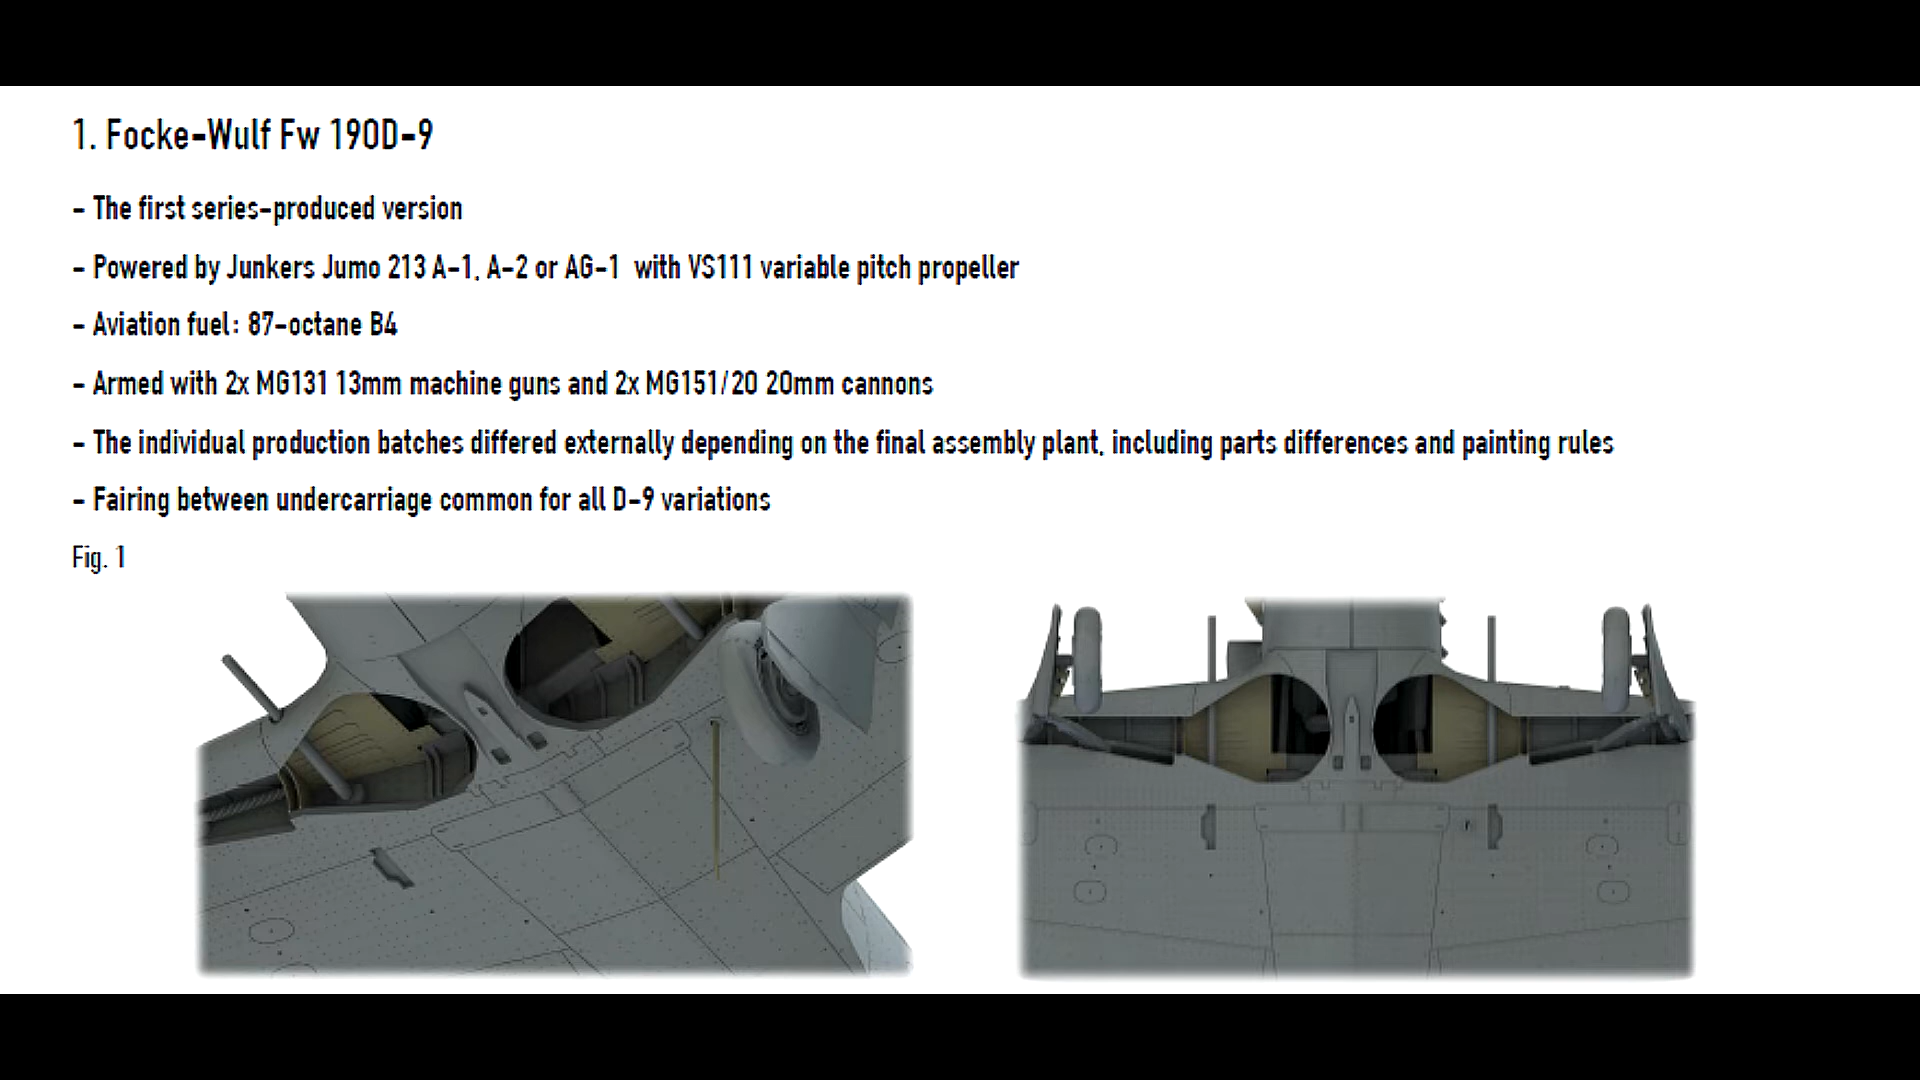 1. Focke-Wulf Fw 190D-9
- The first series-produced version
- Powered by Junkers Jumo 213 A-1, A-2 or AG-1  with VS111 variable pitch propeller
- Aviation fuel: 87-octane B4
- Armed with 2x MG131 13mm machine guns and 2x MG151/20 20mm cannons
- The individual production batches differed externally depending on the final assembly plant, including parts differences and painting rules
- Fairing between undercarriage common for all D-9 variations
Fig. 1